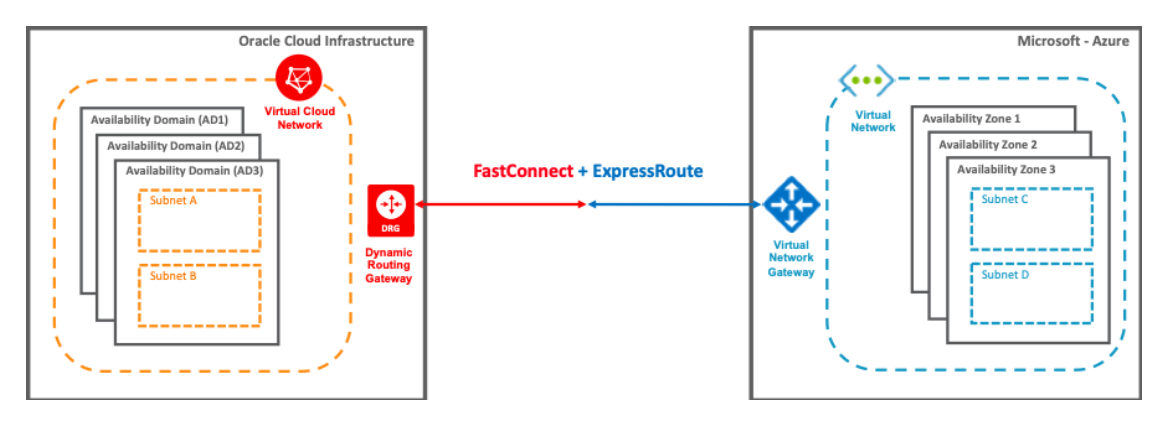 Oracle Cloud Infrastructure
Virtual Cloud
Network
Availability Domain (AD1)
Availability Domain (AD2)
Availability Domain (AD3)
Subnet A
Subnet B
DRG
Dynamic
Routing
Gateway
FastConnect + ExpressRoute
Microsoft - Azure
Virtual
Network
Availability Zone 1
Availability Zone 2
Availability Zone 3
Subnet C
Subnet D
Virtual
Network
Gateway